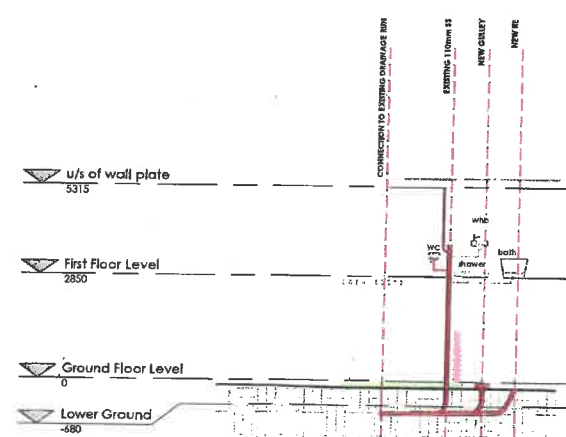 CONNECTION TO EXISTING DRAINAGE RUN
EXISTING 110mm SS
NEW GULLEY
NEW RE
u/s of wall plate
5315
whb
WC
shower
bath
First Floor Level
2850
Ground Floor Level
0
Lower Ground
-680